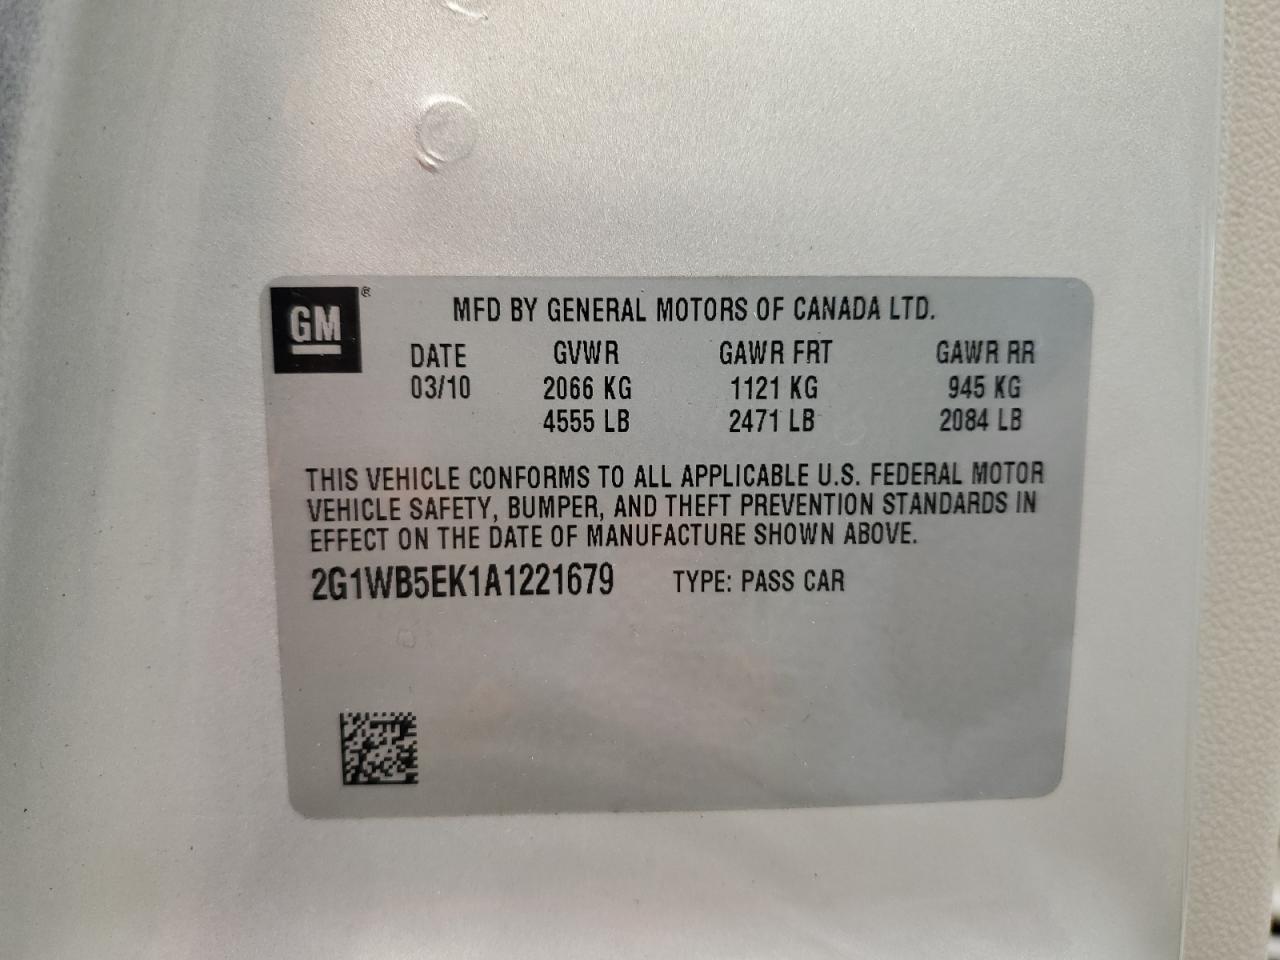 GM®
MFD BY GENERAL MOTORS OF CANADA LTD.
DATE GVWR GAWR FRT GAWR RR
03/10 2066 KG 1121 KG 945 KG
4555 LB 2471 LB 2084 LB
THIS VEHICLE CONFORMS TO ALL APPLICABLE U.S. FEDERAL MOTOR
VEHICLE SAFETY, BUMPER, AND THEFT PREVENTION STANDARDS IN
EFFECT ON THE DATE OF MANUFACTURE SHOWN ABOVE.
2G1WB5EK1A1221679 TYPE: PASS CAR